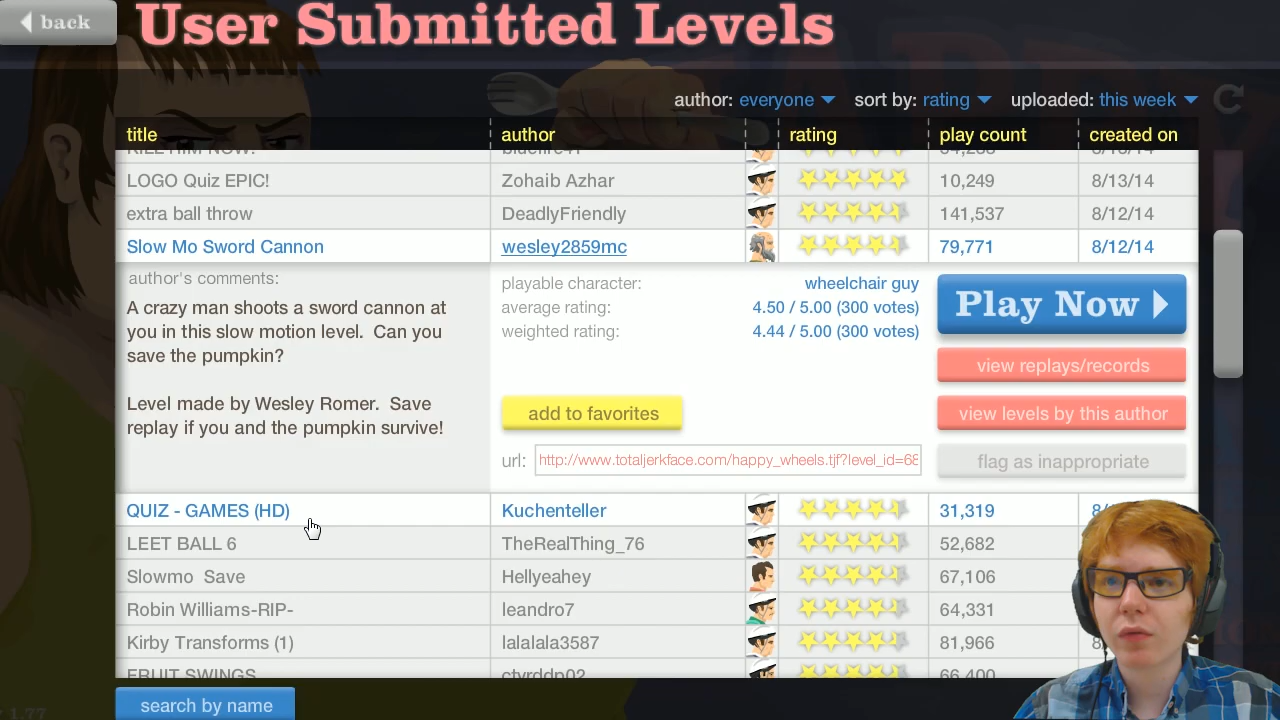 back
User Submitted Levels
author: everyone sort by: rating uploaded: this week
title author rating play count created on
LOGO Quiz EPIC! Zohaib Azhar 10,249 8/13/14
extra ball throw DeadlyFriendly 141,537 8/12/14
Slow Mo Sword Cannon wesley2859mc 79,771 8/12/14
author's comments:
A crazy man shoots a sword cannon at
you in this slow motion level. Can you
save the pumpkin?
Level made by Wesley Romer. Save
replay if you and the pumpkin survive!
playable character: wheelchair guy
average rating: 4.50 / 5.00 (300 votes)
weighted rating: 4.44 / 5.00 (300 votes)
add to favorites
url: http://www.totaljerkface.com/happy_wheels.tjf?level_id=68
Play Now
view replays/records
view levels by this author
flag as inappropriate
QUIZ - GAMES (HD) Kuchenteller 31,319 8/
LEET BALL 6 TheRealThing_76 52,682
Slowmo Save Hellyeahey 67,106
Robin Williams-RIP- leandro7 64,331
Kirby Transforms (1) lalalala3587 81,966
FRUIT SWINGS 66,400
search by name
1.77